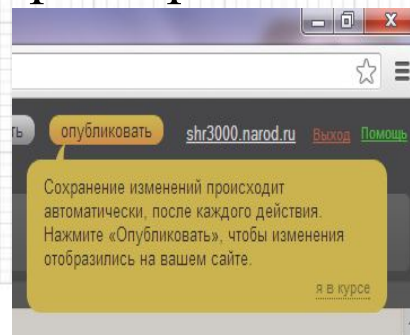 опубликовать shr3000.narod.ru Выход Помощь
Сохранение изменений происходит
автоматически, после каждого действия.
Нажмите «Опубликовать», чтобы изменения
отобразились на вашем сайте.
я в курсе